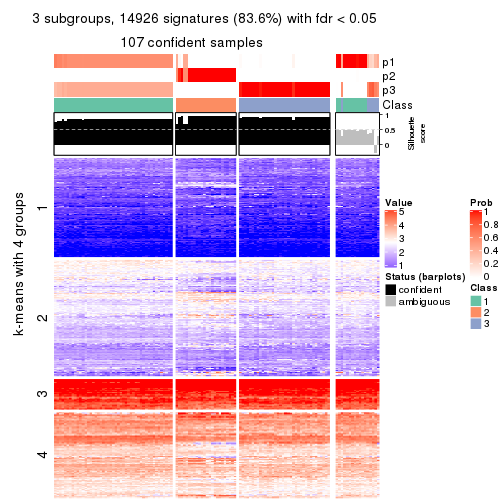 3 subgroups, 14926 signatures (83.6%) with fdr < 0.05
107 confident samples
p1
p2
p3
Class
1
0.5
0
Silhouette
score
k-means with 4 groups
1
2
3
4
Value
5
4
3
2
1
Status (barplots)
confident
ambiguous
Prob
1
0.8
0.6
0.4
0.2
0
Class
1
2
3